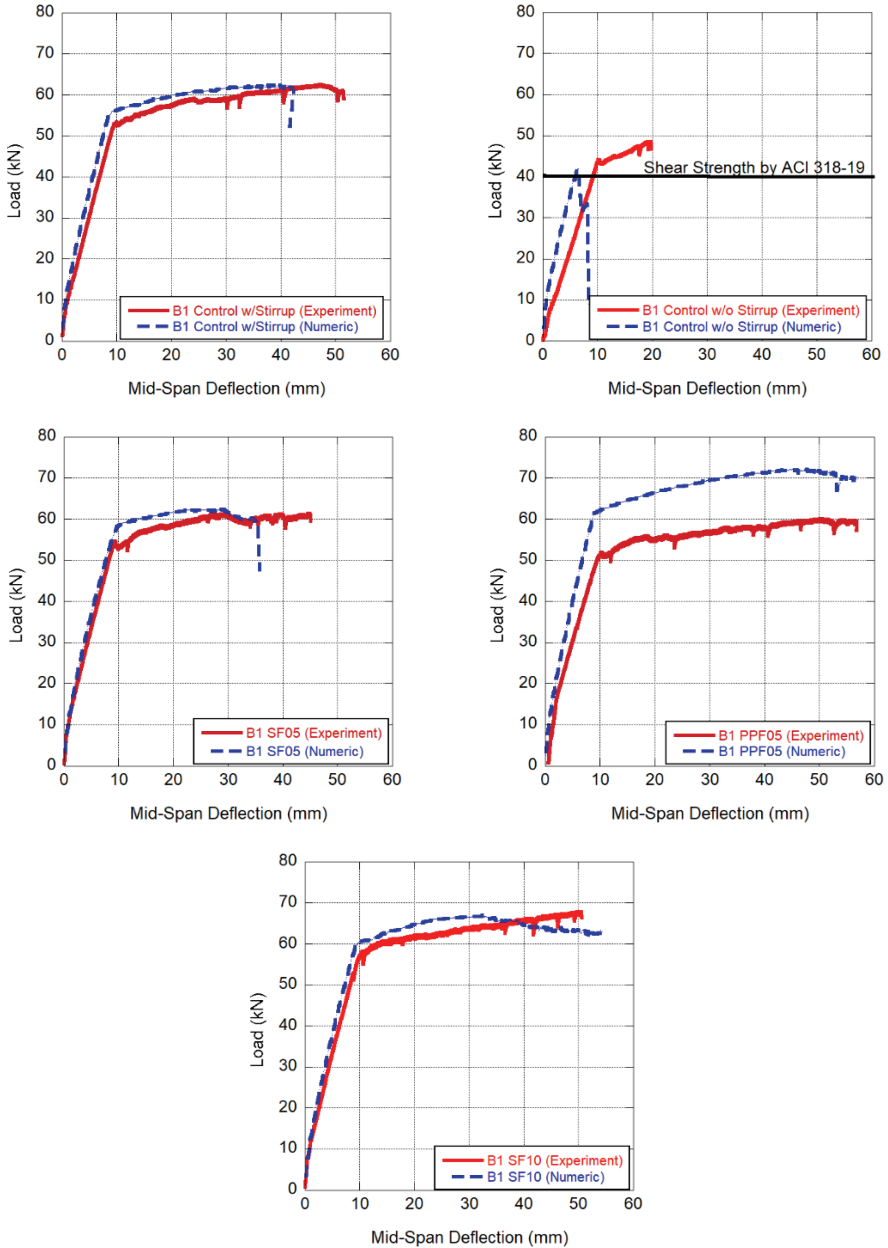 80
70
60
50
40
30
20
10
0
Load (kN)
B1 Control w/Stirrup (Experiment)
B1 Control w/Stirrup (Numeric)
0 10 20 30 40 50 60
Mid-Span Deflection (mm)
80
70
60
50
40
30
20
10
0
Load (kN)
Shear Strength by ACI 318-19
B1 Control w/o Stirrup (Experiment)
B1 Control w/o Stirrup (Numeric)
0 10 20 30 40 50 60
Mid-Span Deflection (mm)
80
70
60
50
40
30
20
10
0
Load (kN)
B1 SF05 (Experiment)
B1 SF05 (Numeric)
0 10 20 30 40 50 60
Mid-Span Deflection (mm)
80
70
60
50
40
30
20
10
0
Load (kN)
B1 PPF05 (Experiment)
B1 PPF05 (Numeric)
0 10 20 30 40 50 60
Mid-Span Deflection (mm)
80
70
60
50
40
30
20
10
0
Load (kN)
B1 SF10 (Experiment)
B1 SF10 (Numeric)
0 10 20 30 40 50 60
Mid-Span Deflection (mm)